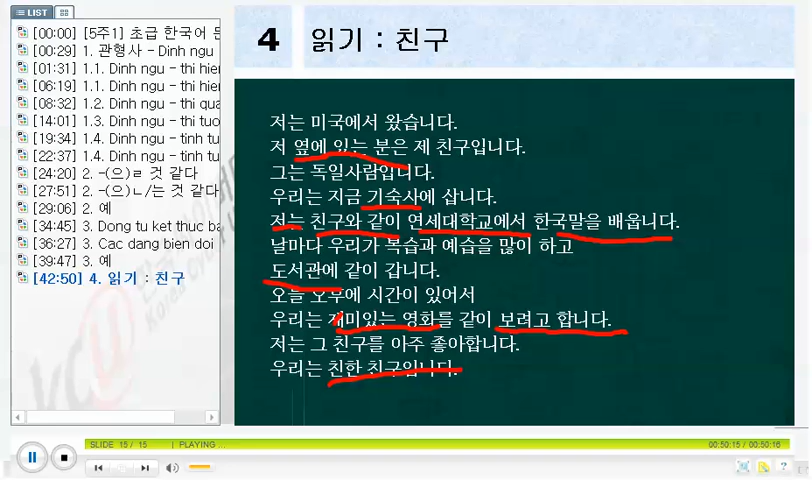 LIST
[00:00] [5주1] 초급 한국어 문
[00:29] 1. 관형사 - Dinh ngu
[01:31] 1.1. Dinh ngu - thi hien
[06:19] 1.1. Dinh ngu - thi hien
[08:32] 1.2. Dinh ngu - thi qua
[14:01] 1.3. Dinh ngu - thi tuo
[19:34] 1.4. Dinh ngu - tinh tu
[22:37] 1.4. Dinh ngu - tinh tu
[24:20] 2. -(으)ㄹ 것 같다
[27:51] 2. -(으)ㄴ/는 것 같다
[29:06] 2. 예
[34:45] 3. Dong tu ket thuc ba
[36:27] 3. Cac dang bien doi
[39:47] 3. 예
[42:50] 4. 읽기 : 친구
4 읽기 : 친구
저는 미국에서 왔습니다.
저 옆에 있는 분은 제 친구입니다.
그는 독일사람입니다.
우리는 지금 기숙사에 삽니다.
저는 친구와 같이 연세대학교에서 한국말을 배웁니다.
날마다 우리가 복습과 예습을 많이 하고
도서관에 같이 갑니다.
오늘 오후에 시간이 있어서
우리는 재미있는 영화를 같이 보려고 합니다.
저는 그 친구를 아주 좋아합니다.
우리는 친한 친구입니다.
SLIDE 15 / 15 | PLAYING ...
00:50:15 / 00:50:16